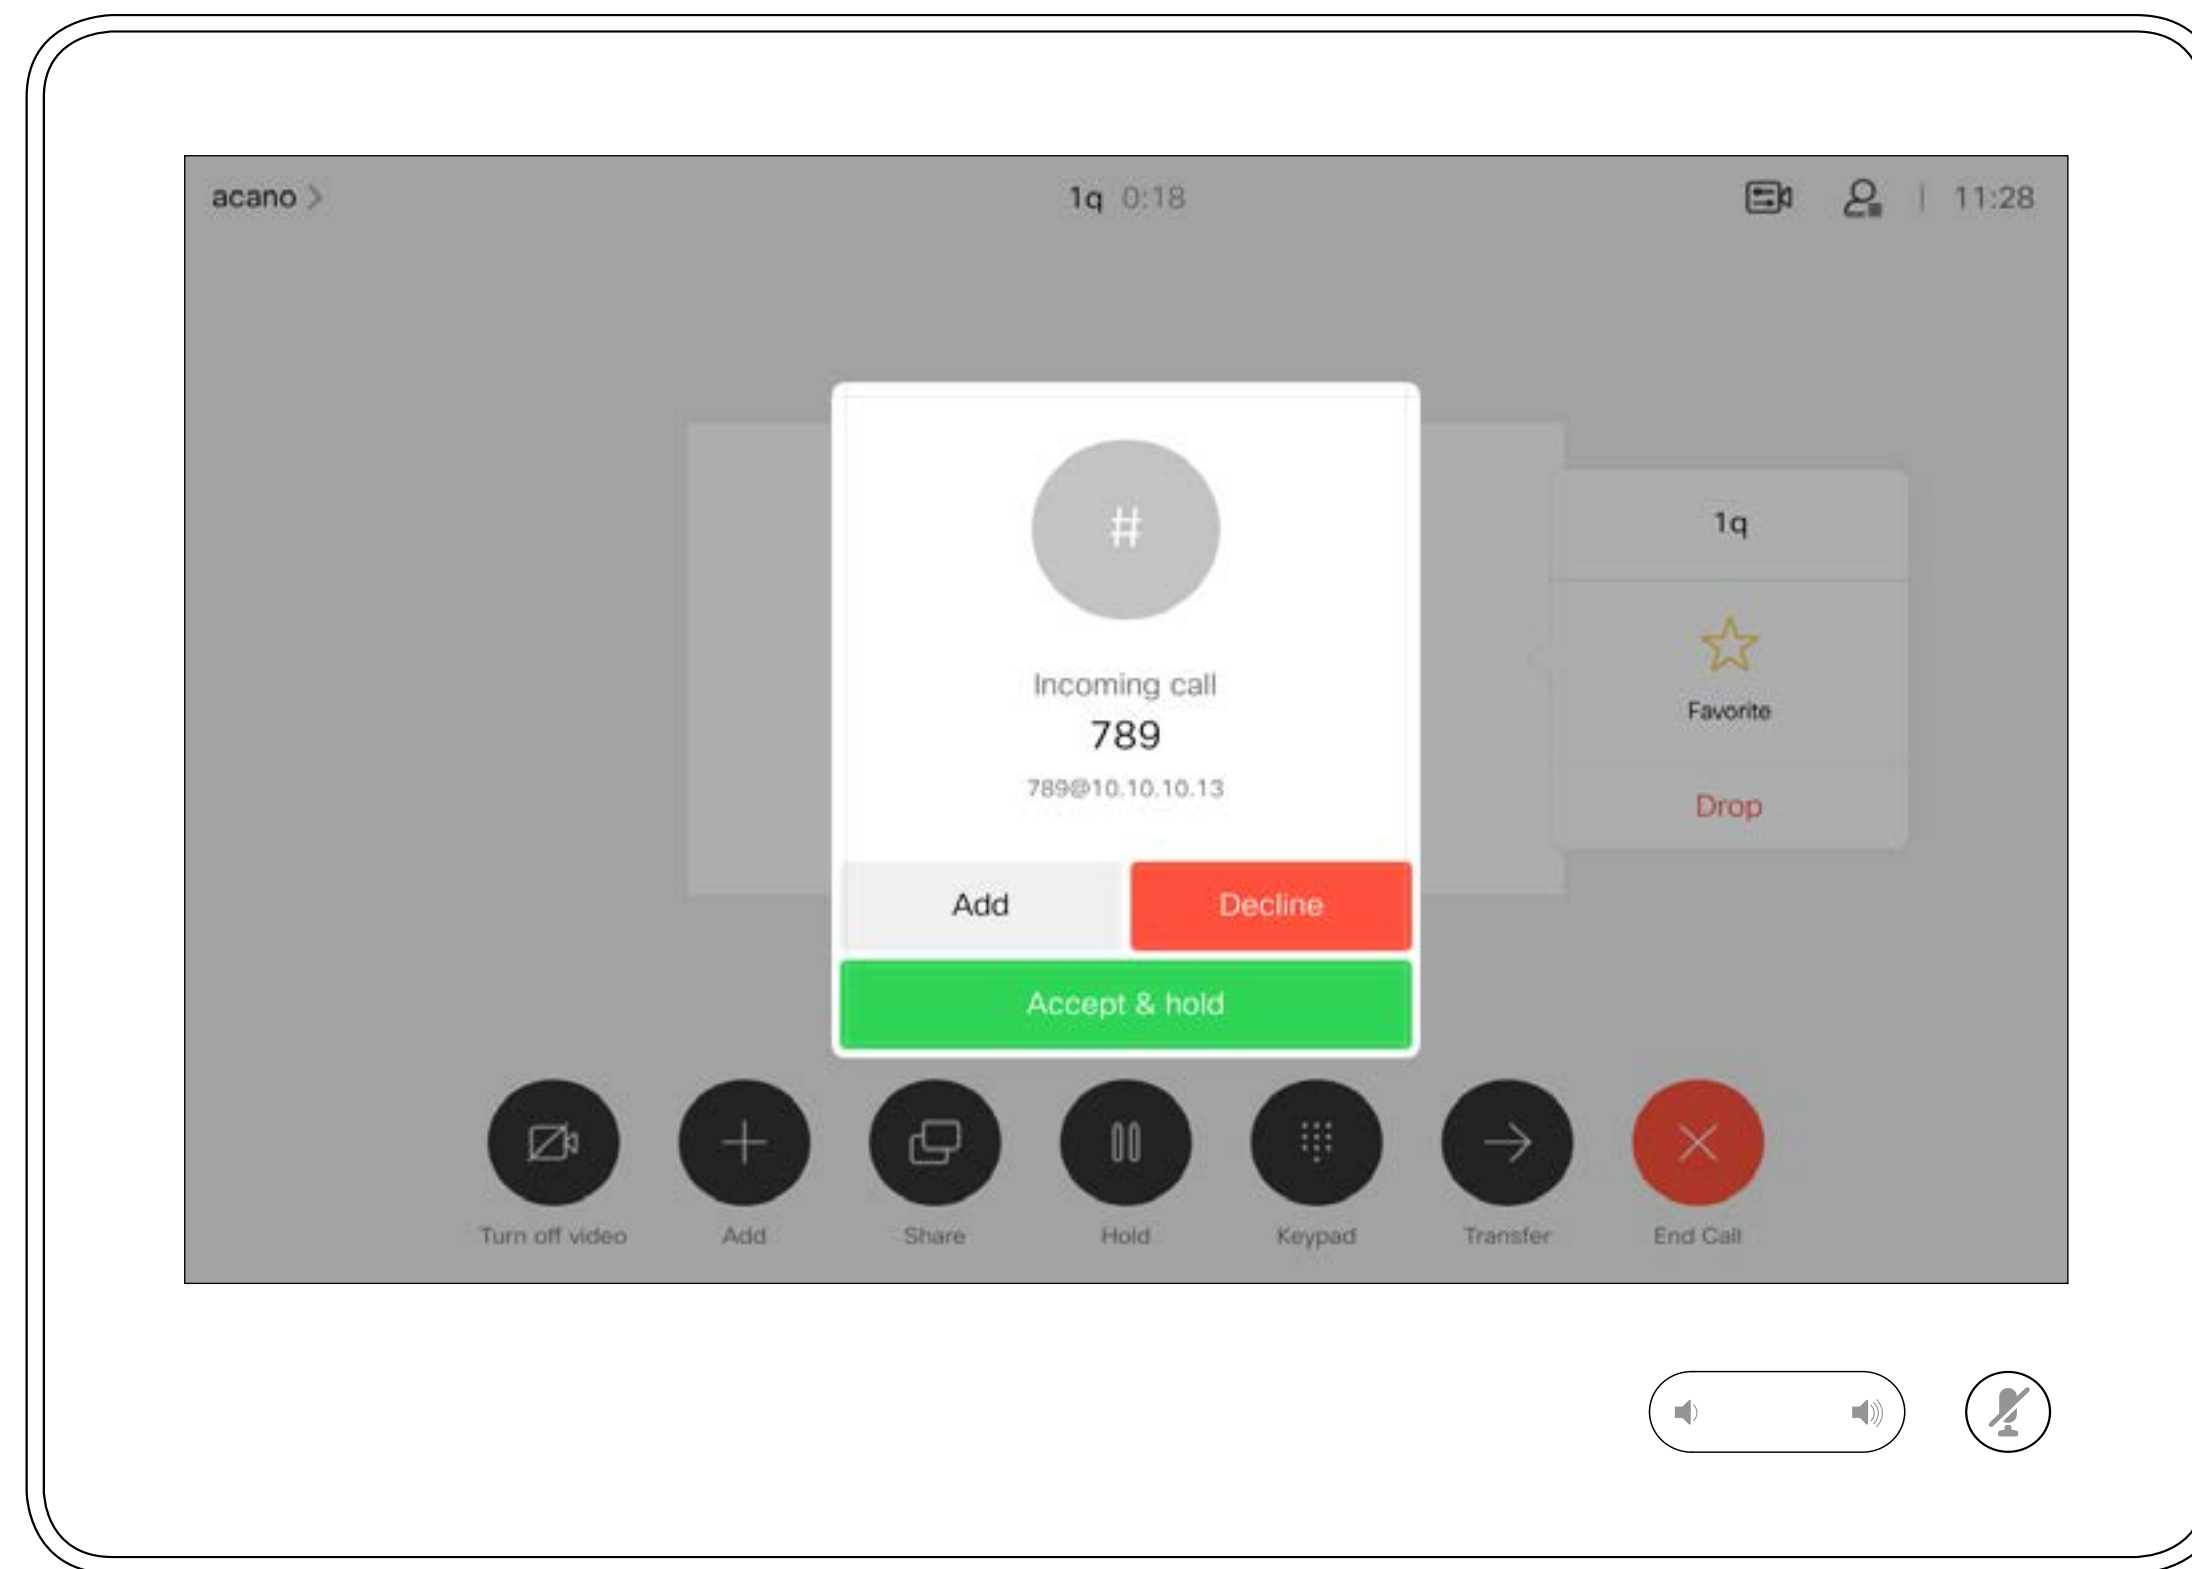 acano
1q 0:18
11:28
#
Incoming call
789
789@10.10.10.13
Add
Decline
Accept & hold
1q
Favorite
Drop
Turn off video
Add
Share
Hold
Keypad
Transfer
End Call